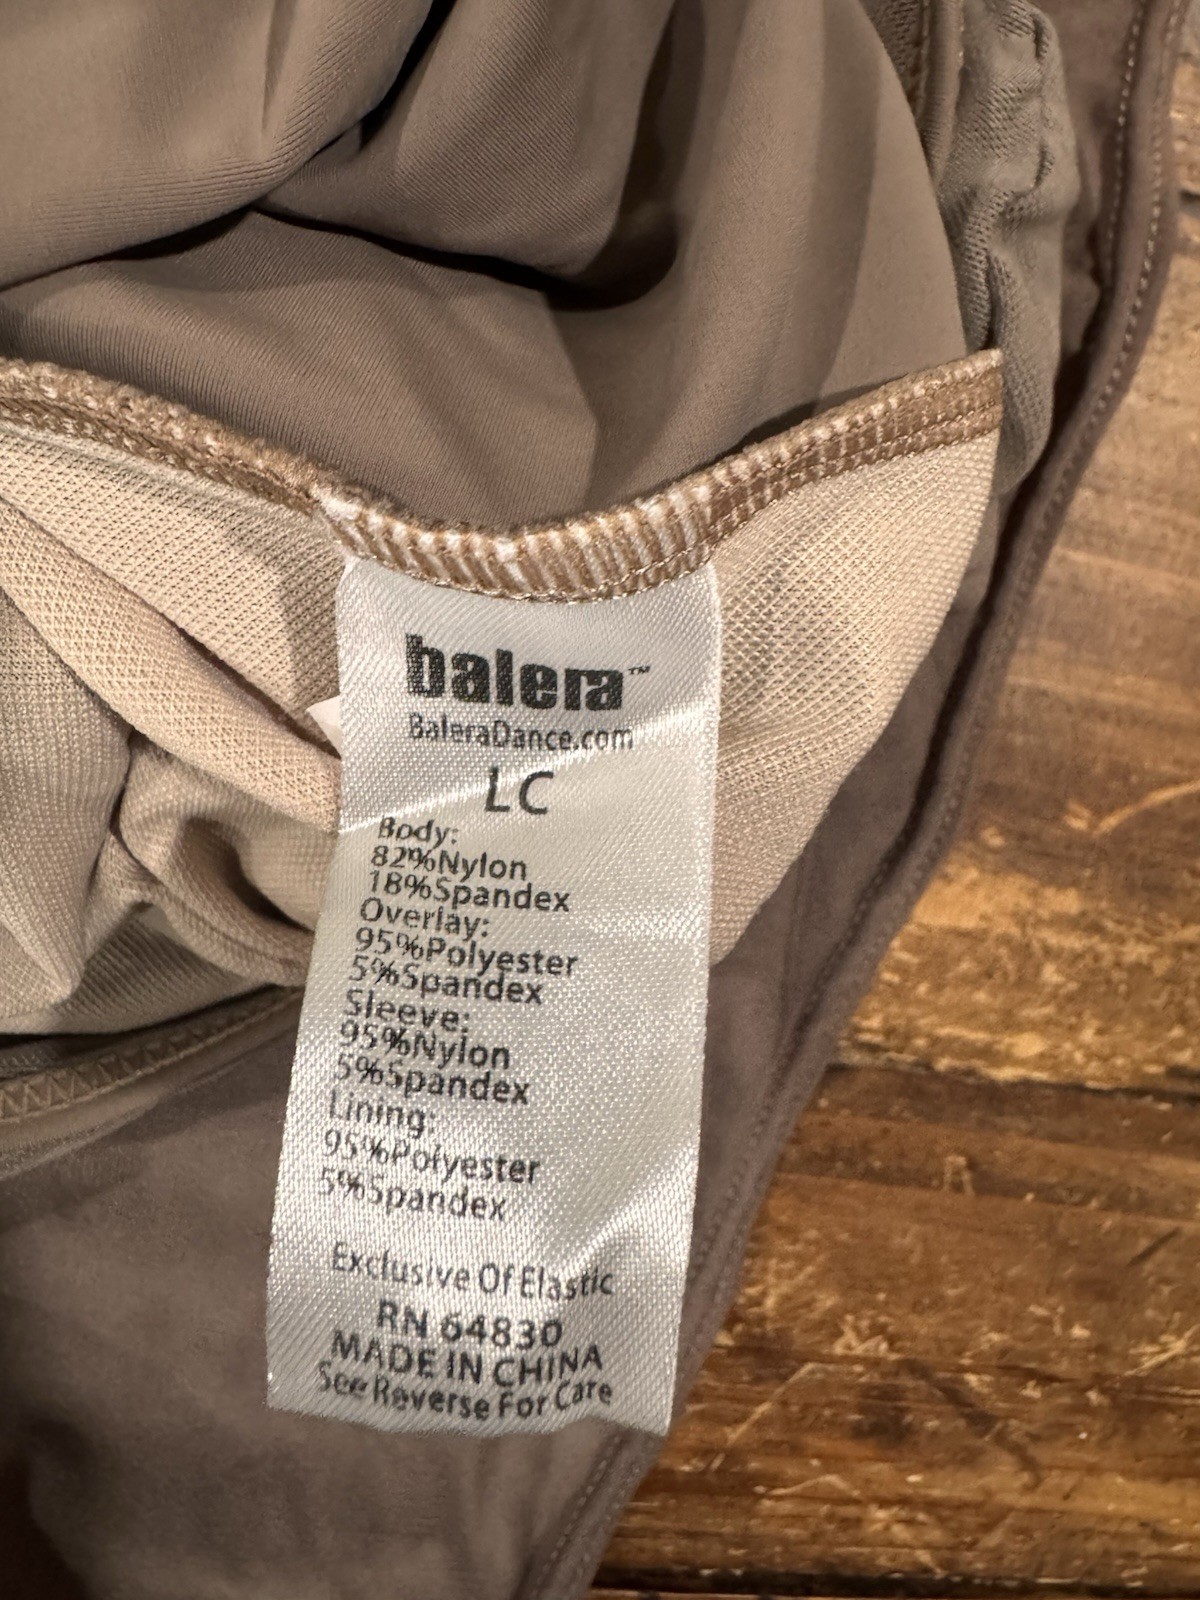 balera™
BaleraDance.com
LC
Body:
82%Nylon
18%Spandex
Overlay:
95%Polyester
5%Spandex
Sleeve:
95%Nylon
5%Spandex
Lining:
95%Polyester
5%Spandex
Exclusive Of Elastic
RN 64830
MADE IN CHINA
See Reverse For Care